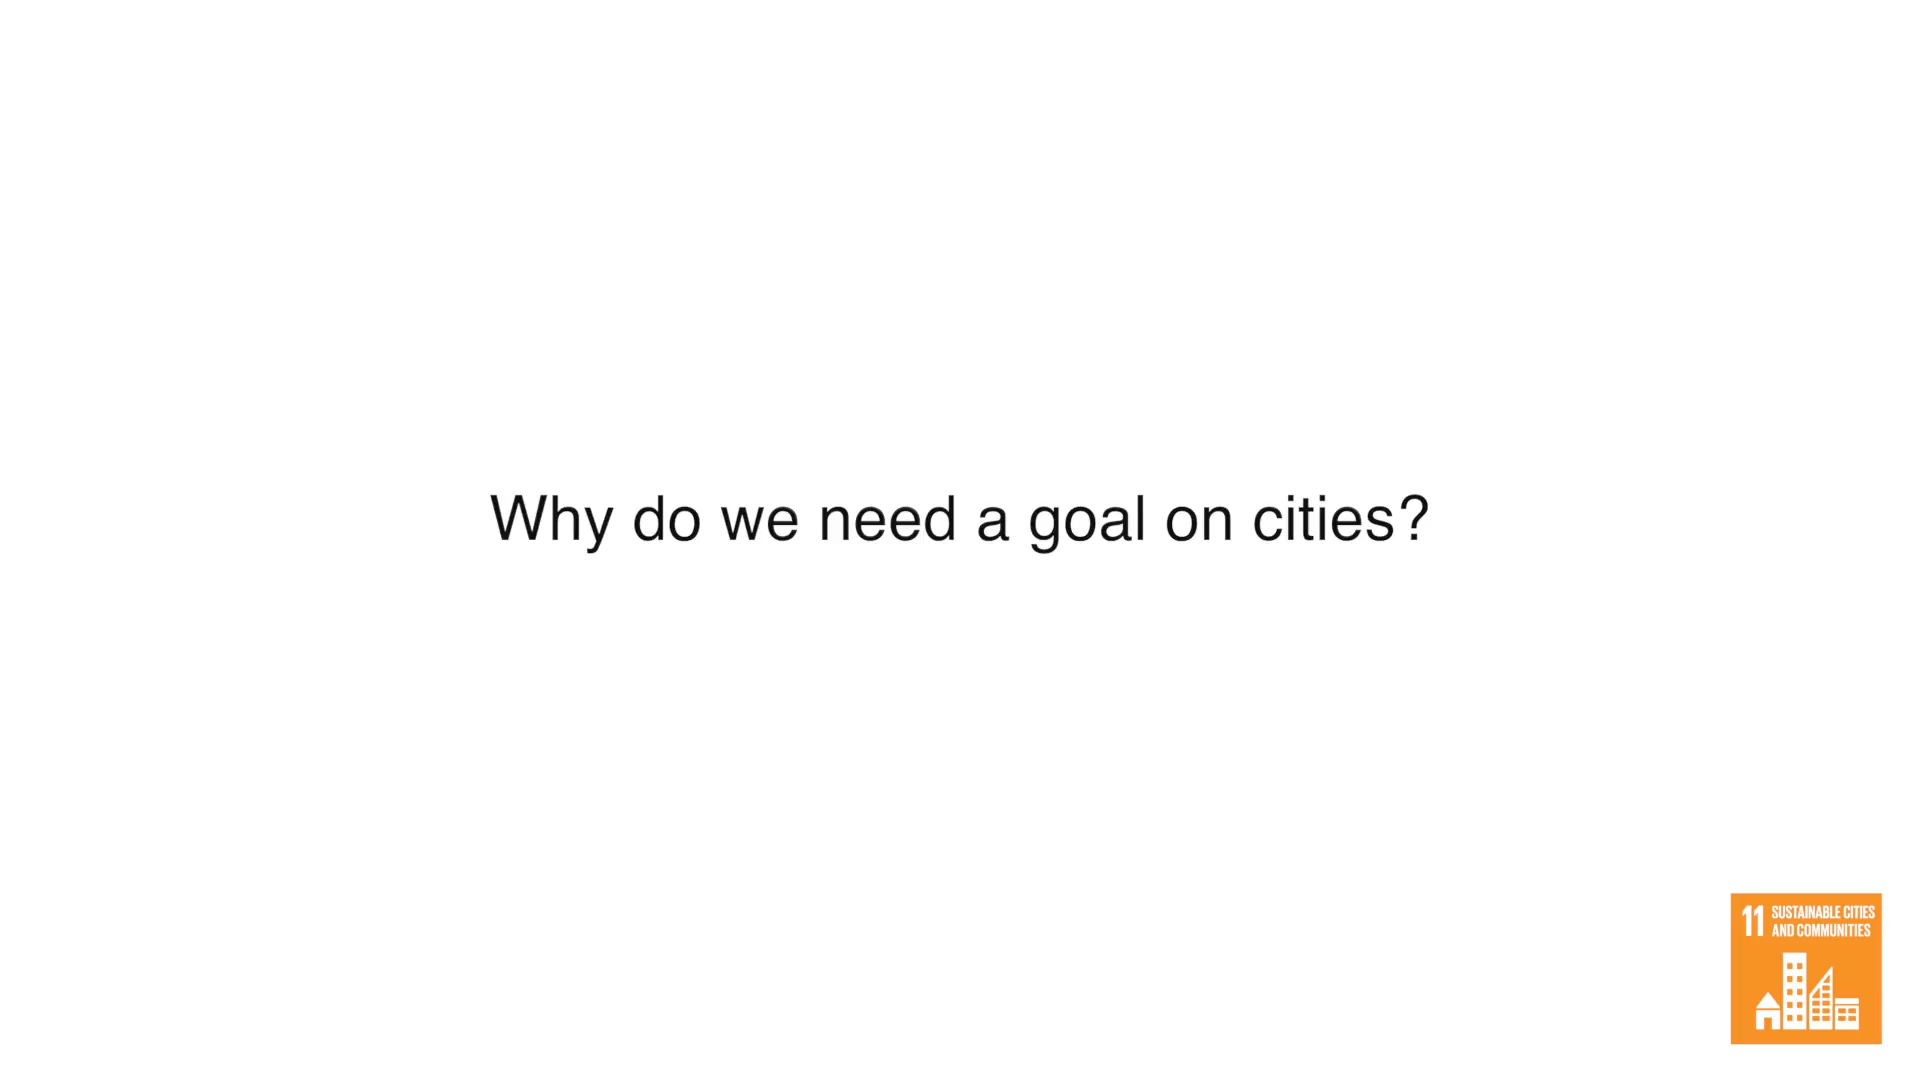 Why do we need a goal on cities?
11 SUSTAINABLE CITIES
AND COMMUNITIES